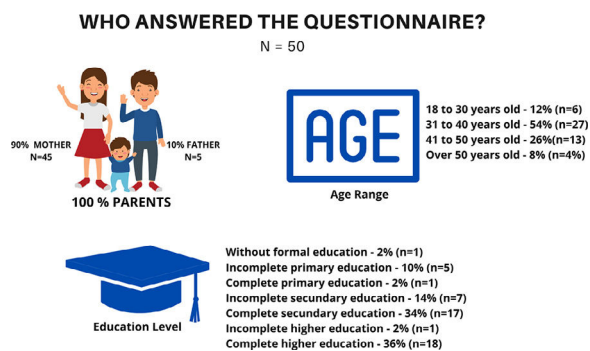 WHO ANSWERED THE QUESTIONNAIRE?
N = 50
90% MOTHER
N=45
10% FATHER
N=5
100 % PARENTS
AGE
Age Range
18 to 30 years old - 12% (n=6)
31 to 40 years old - 54% (n=27)
41 to 50 years old - 26%(n=13)
Over 50 years old - 8% (n=4%)
Education Level
Without formal education - 2% (n=1)
Incomplete primary education - 10% (n=5)
Complete primary education - 2% (n=1)
Incomplete secundary education - 14% (n=7)
Complete secundary education - 34% (n=17)
Incomplete higher education - 2% (n=1)
Complete higher education - 36% (n=18)